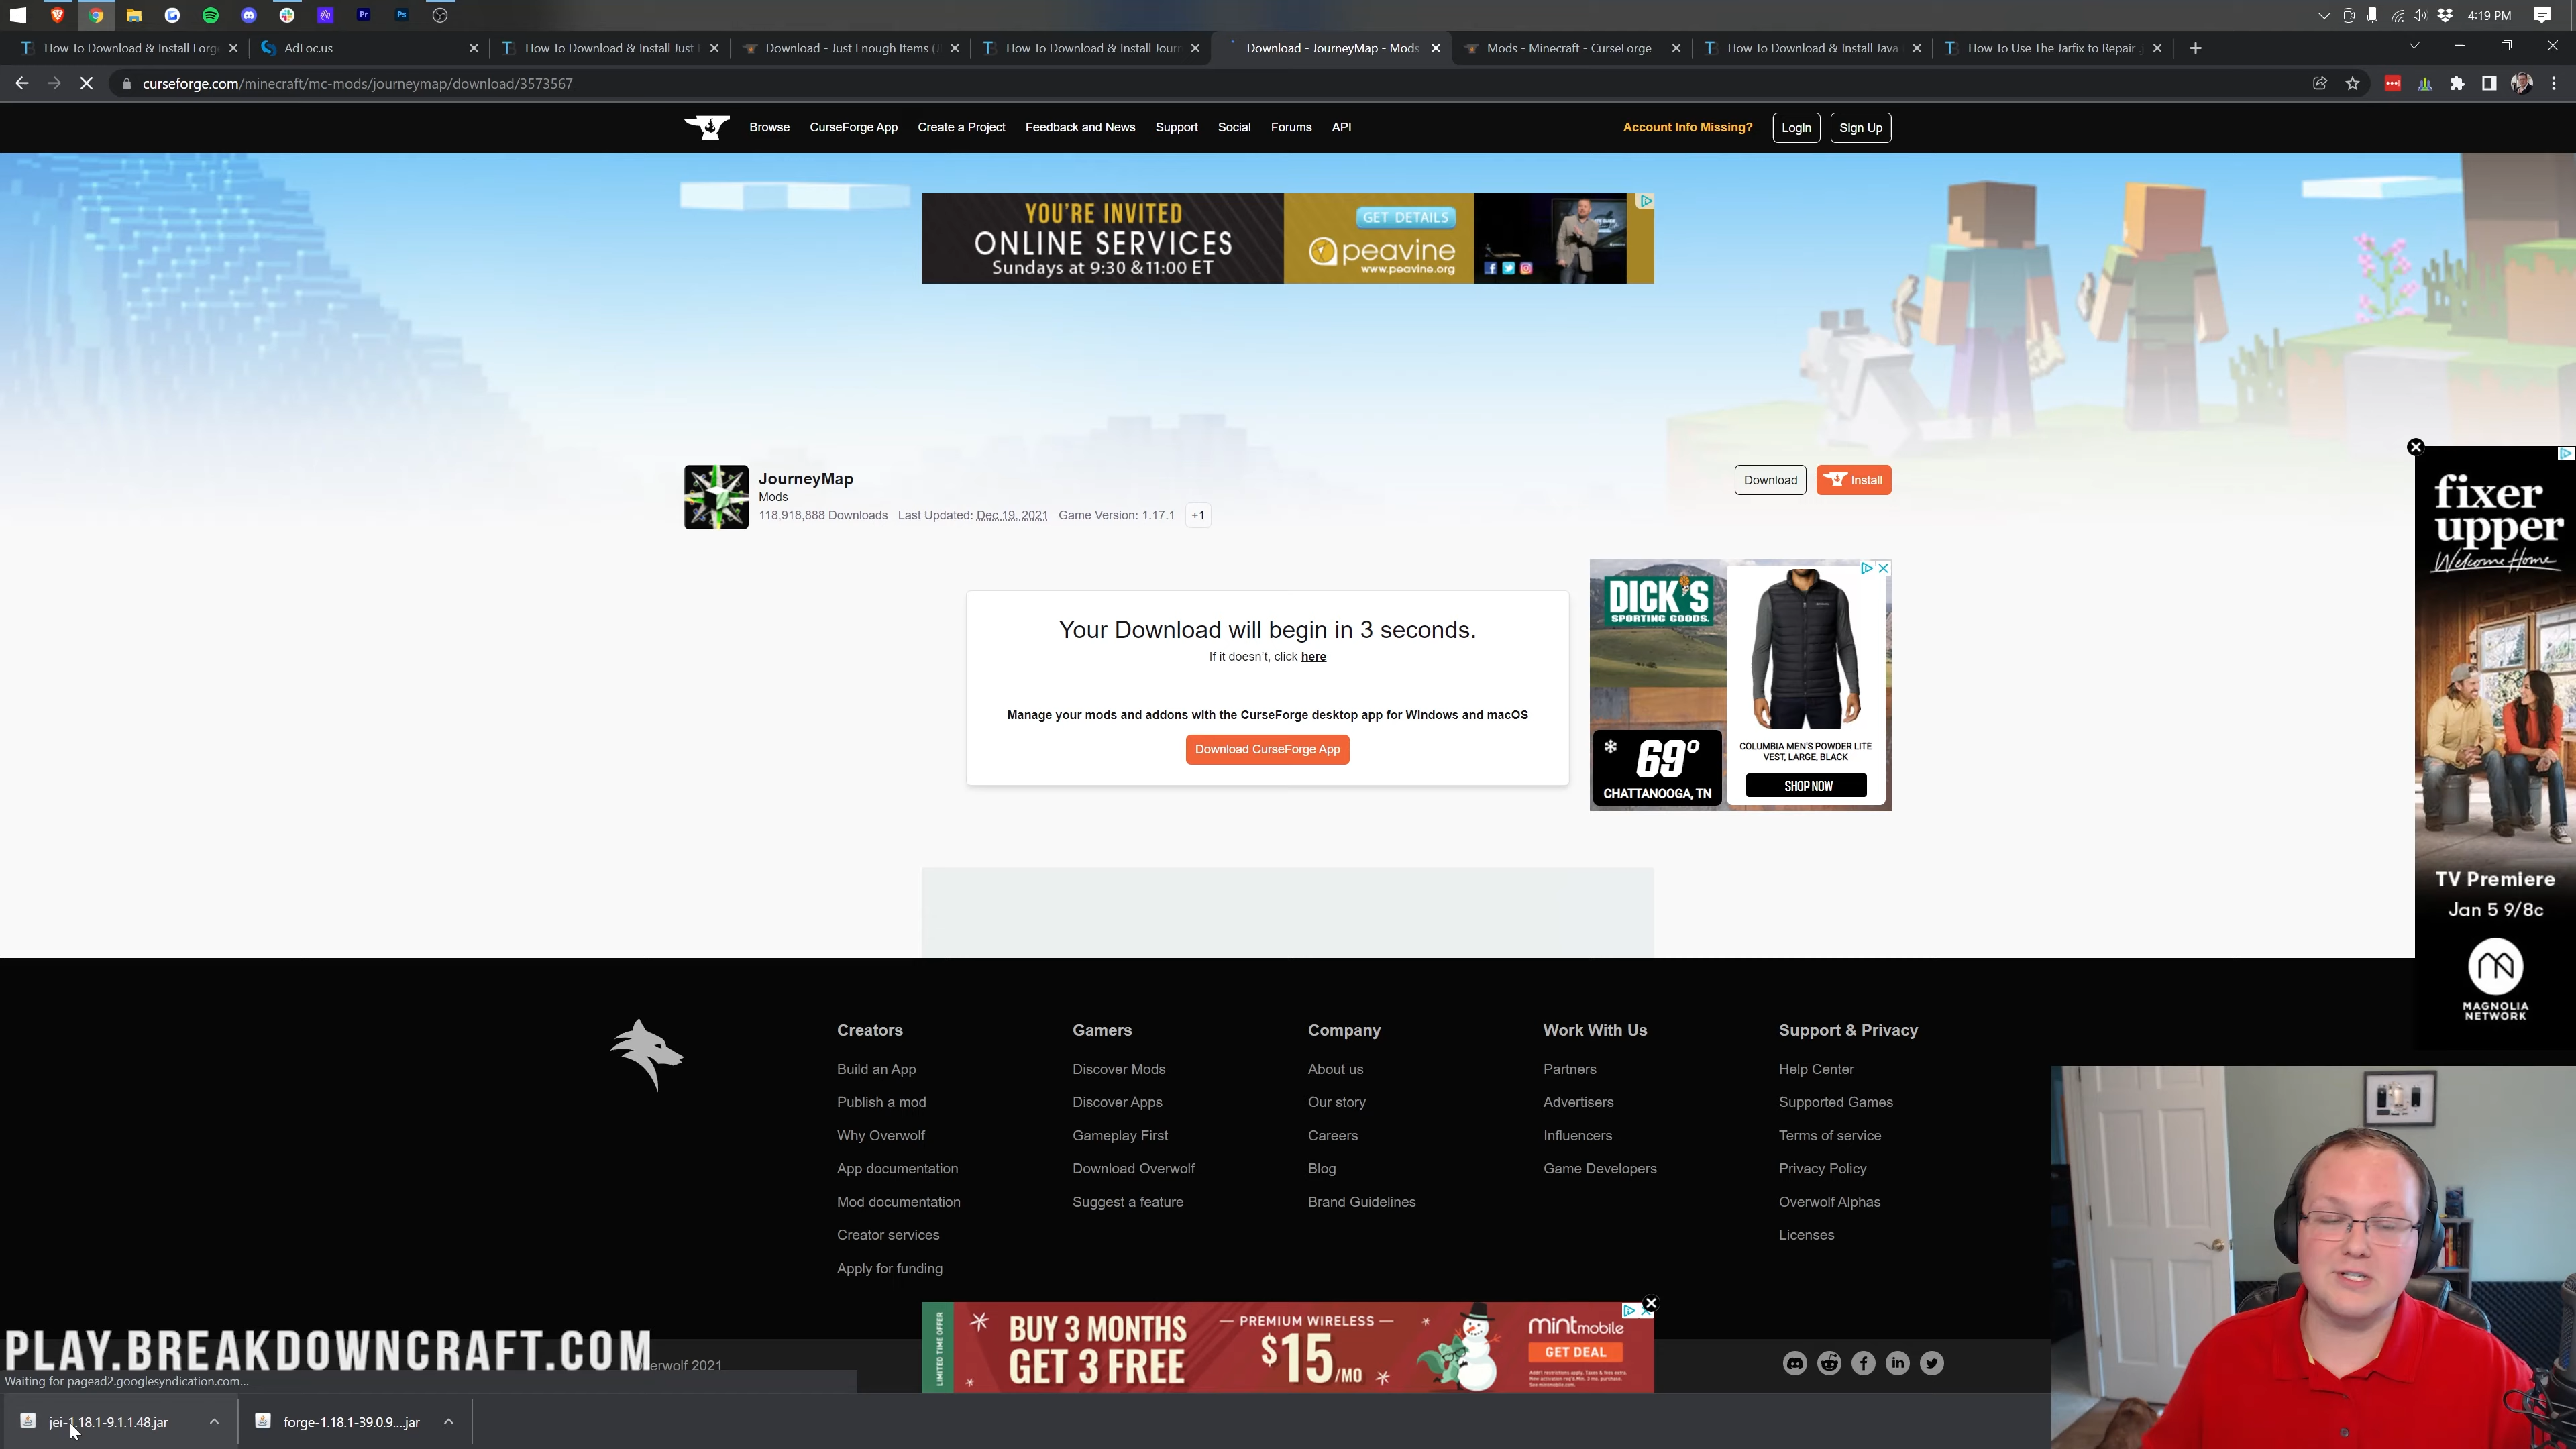 Pr
Ps
4:19 PM
How To Download & Install Forg
AdFoc.us
How To Download & Install Just
Download - Just Enough Items (J
How To Download & Install Jour
Download - JourneyMap - Mods
Mods - Minecraft - CurseForge
How To Download & Install Java
How To Use The Jarfix to Repair
curseforge.com/minecraft/mc-mods/journeymap/download/3573567
Browse
CurseForge App
Create a Project
Feedback and News
Support
Social
Forums
API
Account Info Missing?
Login
Sign Up
YOU'RE INVITED
ONLINE SERVICES
Sundays at 9:30 & 11:00 ET
GET DETAILS
peavine
www.peavine.org
JourneyMap
Mods
118,918,888 Downloads Last Updated: Dec 19, 2021 Game Version: 1.17.1 +1
Download
Install
Your Download will begin in 3 seconds.
If it doesn't, click here
Manage your mods and addons with the CurseForge desktop app for Windows and macOS
Download CurseForge App
DICK'S
SPORTING GOODS.
69°
CHATTANOOGA, TN
COLUMBIA MEN'S POWDER LITE
VEST, LARGE, BLACK
SHOP NOW
fixer
upper
Welcome Home
TV Premiere
Jan 5 9/8c
MAGNOLIA
NETWORK
Creators
Build an App
Publish a mod
Why Overwolf
App documentation
Mod documentation
Creator services
Apply for funding
Gamers
Discover Mods
Discover Apps
Gameplay First
Download Overwolf
Suggest a feature
Company
About us
Our story
Careers
Blog
Brand Guidelines
Work With Us
Partners
Advertisers
Influencers
Game Developers
Support & Privacy
Help Center
Supported Games
Terms of service
Privacy Policy
Overwolf Alphas
Licenses
LIMITED TIME OFFER
BUY 3 MONTHS
GET 3 FREE
PREMIUM WIRELESS
$15/MO
mintmobile
GET DEAL
PLAY.BREAKDOWNCRAFT.COM
erwolf 2021
Waiting for pagead2.googlesyndication.com...
jei-1.18.1-9.1.1.48.jar
forge-1.18.1-39.0.9....jar